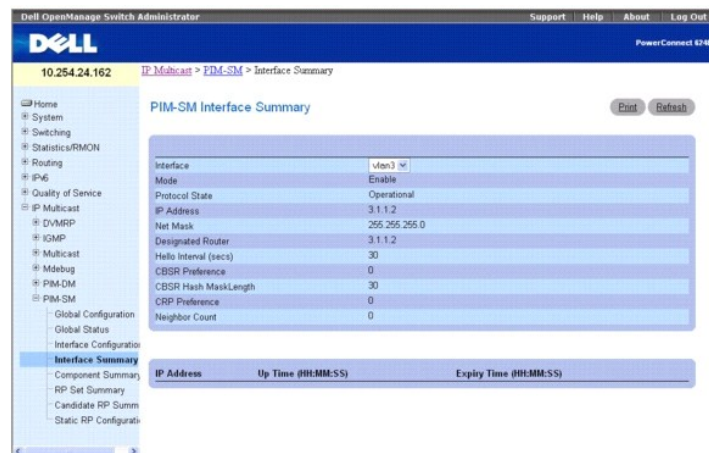 Dell OpenManage Switch Administrator
Support Help About Log Out
DELL
PowerConnect
10.254.24.162
IP Multicast > PIM-SM > Interface Summary
Home
System
Switching
Statistics/RMON
Routing
IPv6
Quality of Service
IP Multicast
DVMRP
IGMP
Multicast
Mdebug
PIM-DM
PIM-SM
Global Configuration
Global Status
Interface Configuration
Interface Summary
Component Summary
RP Set Summary
Candidate RP Summ
Static RP Configurati
PIM-SM Interface Summary
Print Refresh
Interface vlan3
Mode Enable
Protocol State Operational
IP Address 3.1.1.2
Net Mask 255.255.255.0
Designated Router 3.1.1.2
Hello Interval (secs) 30
CBSR Preference 0
CBSR Hash MaskLength 30
CRP Preference 0
Neighbor Count 0
IP Address Up Time (HH:MM:SS) Expiry Time (HH:MM:SS)